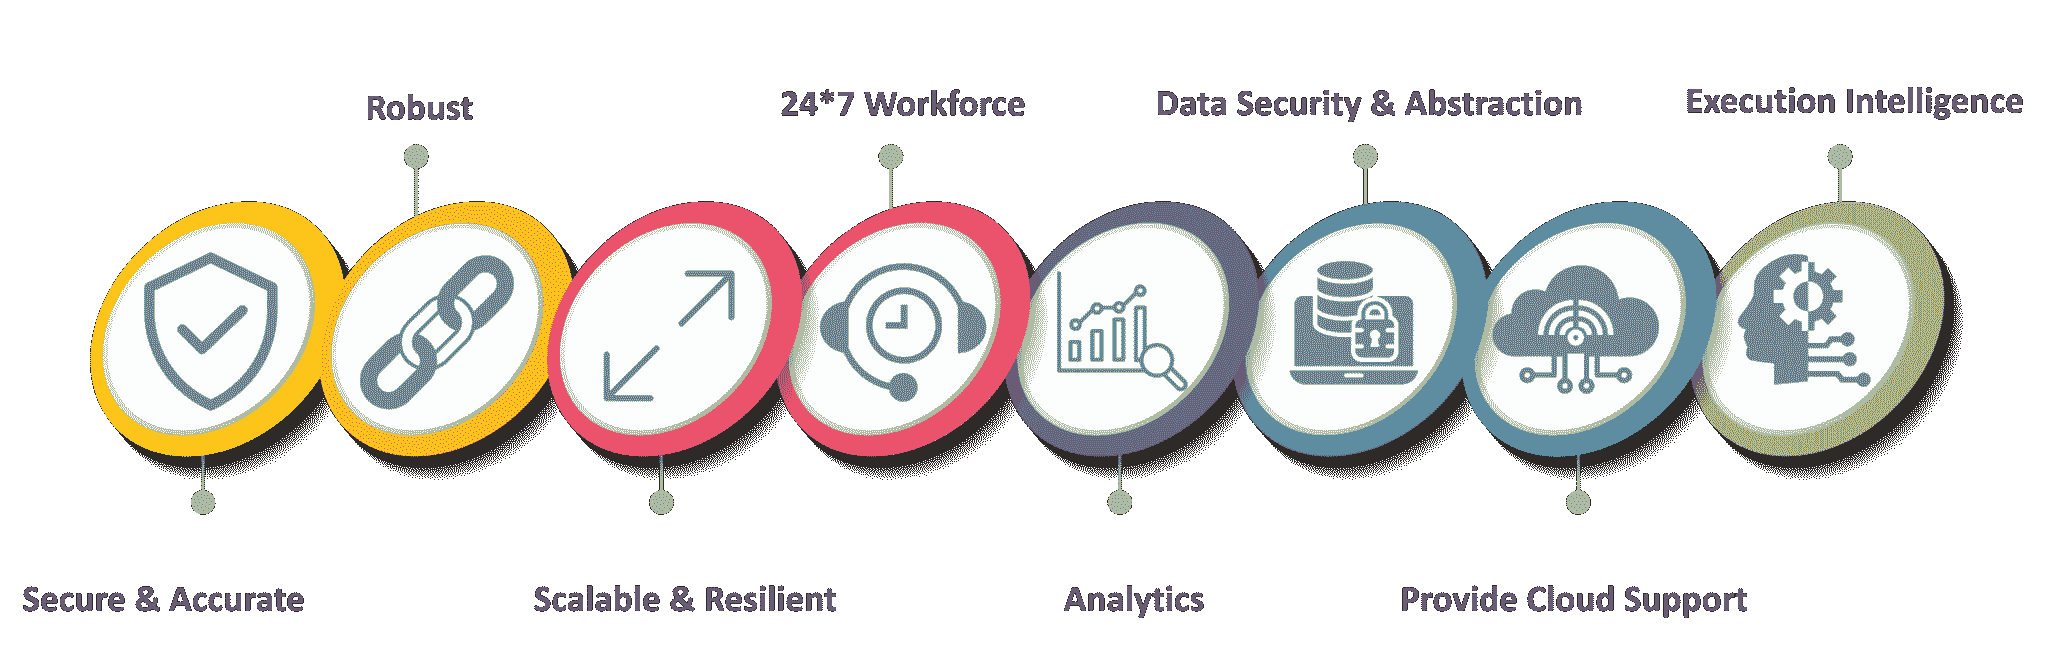 Robust
24*7 Workforce
Data Security & Abstraction
Execution Intelligence
Secure & Accurate
Scalable & Resilient
Analytics
Provide Cloud Support